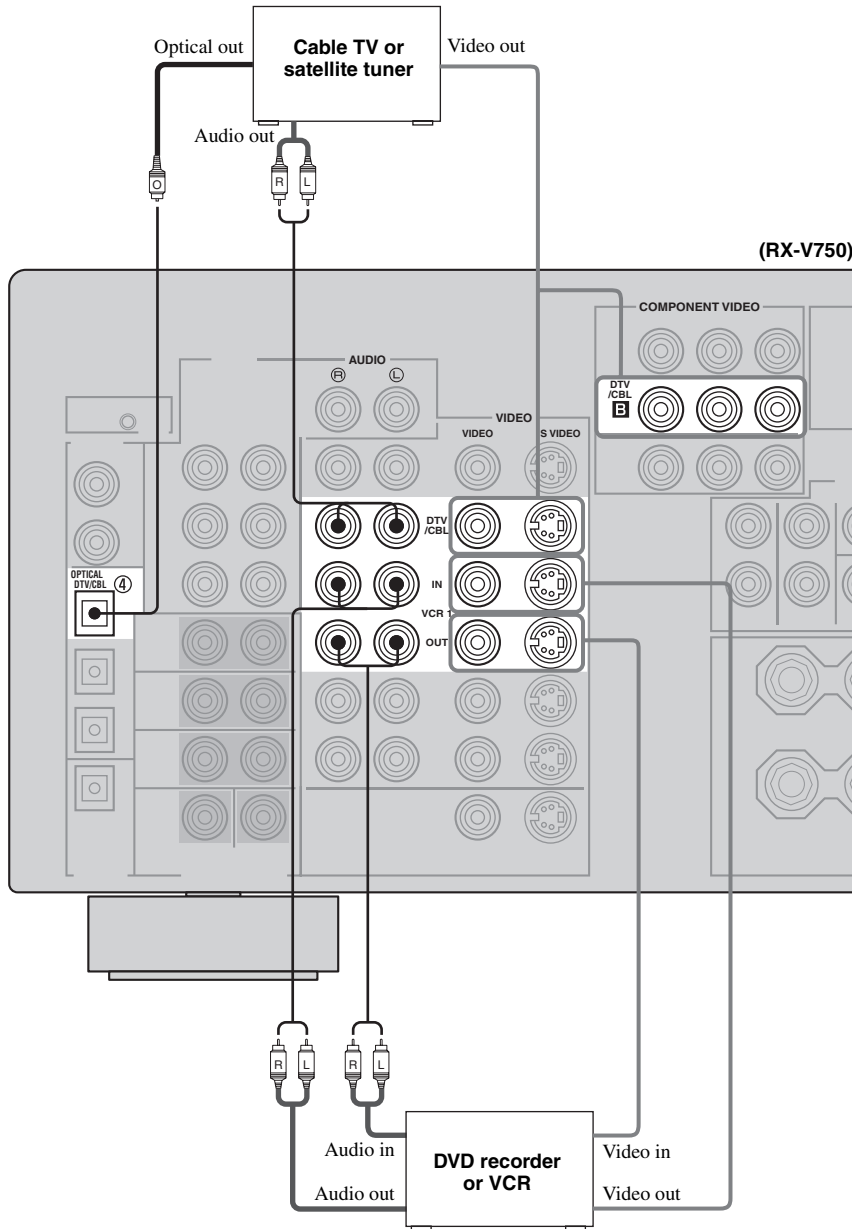 Optical out
Cable TV or
satellite tuner
Video out
Audio out
O
R L
(RX-V750)
COMPONENT VIDEO
AUDIO
R L
DTV
/CBL
B
VIDEO
VIDEO
S VIDEO
DTV
/CBL
OPTICAL
DTV/CBL
④
IN
VCR 1
OUT
R L
R L
Audio in
Audio out
DVD recorder
or VCR
Video in
Video out